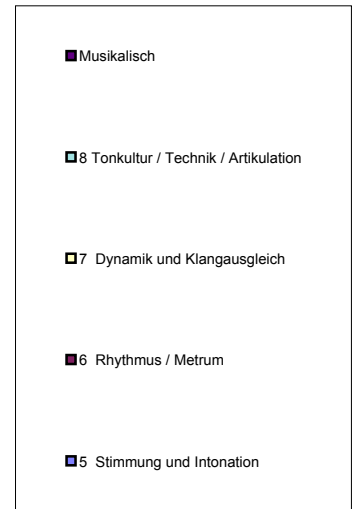 Musikalisch
8 Tonkultur / Technik / Artikulation
7 Dynamik und Klangausgleich
6 Rhythmus / Metrum
5 Stimmung und Intonation